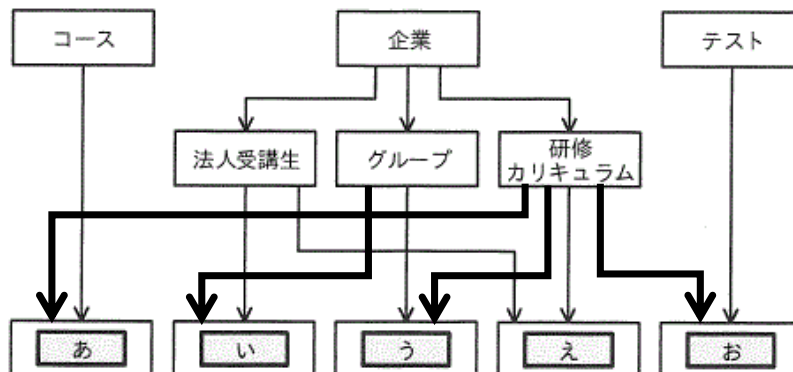 コース
企業
テスト
法人受講生
グループ
研修
カリキュラム
あ
い
う
え
お